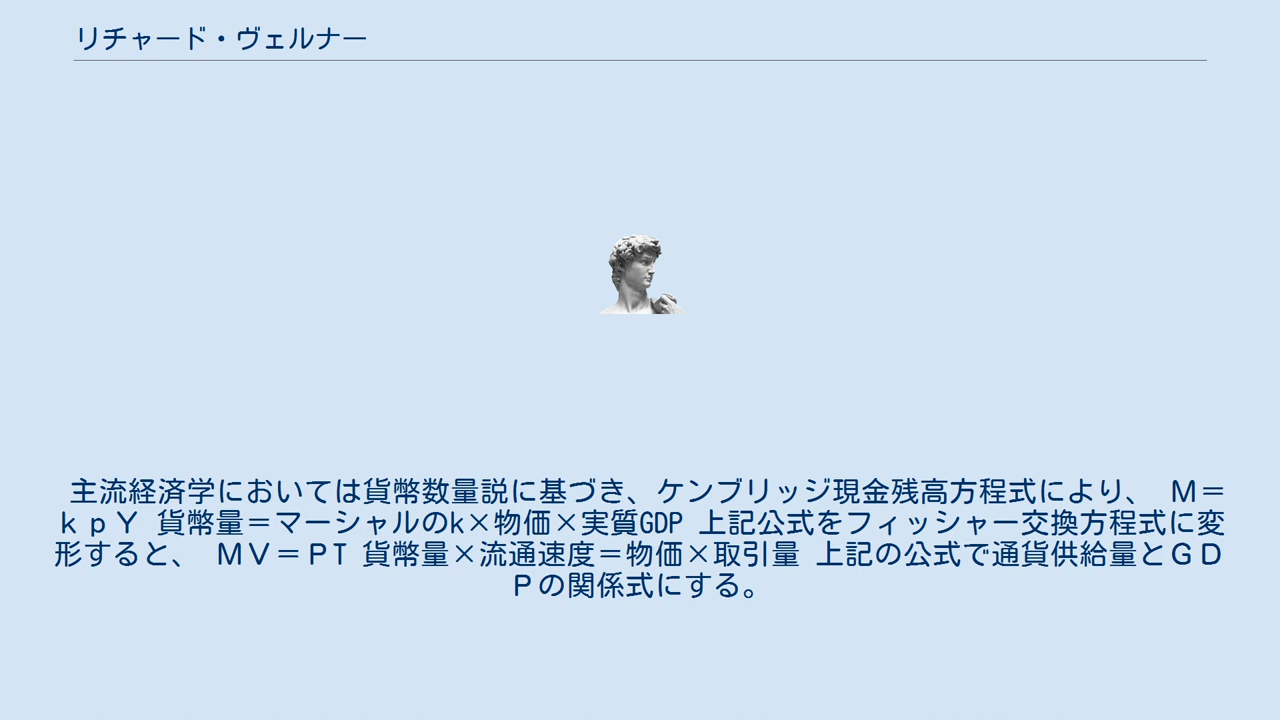 リチャード・ヴェルナー
主流経済学においては貨幣数量説に基づき、ケンブリッジ現金残高方程式により、 Ｍ＝
ｋｐＹ 貨幣量＝マーシャルのk×物価×実質GDP 上記公式をフィッシャー交換方程式に変
形すると、 ＭＶ＝ＰT 貨幣量×流通速度＝物価×取引量 上記の公式で通貨供給量とＧＤ
Ｐの関係式にする。